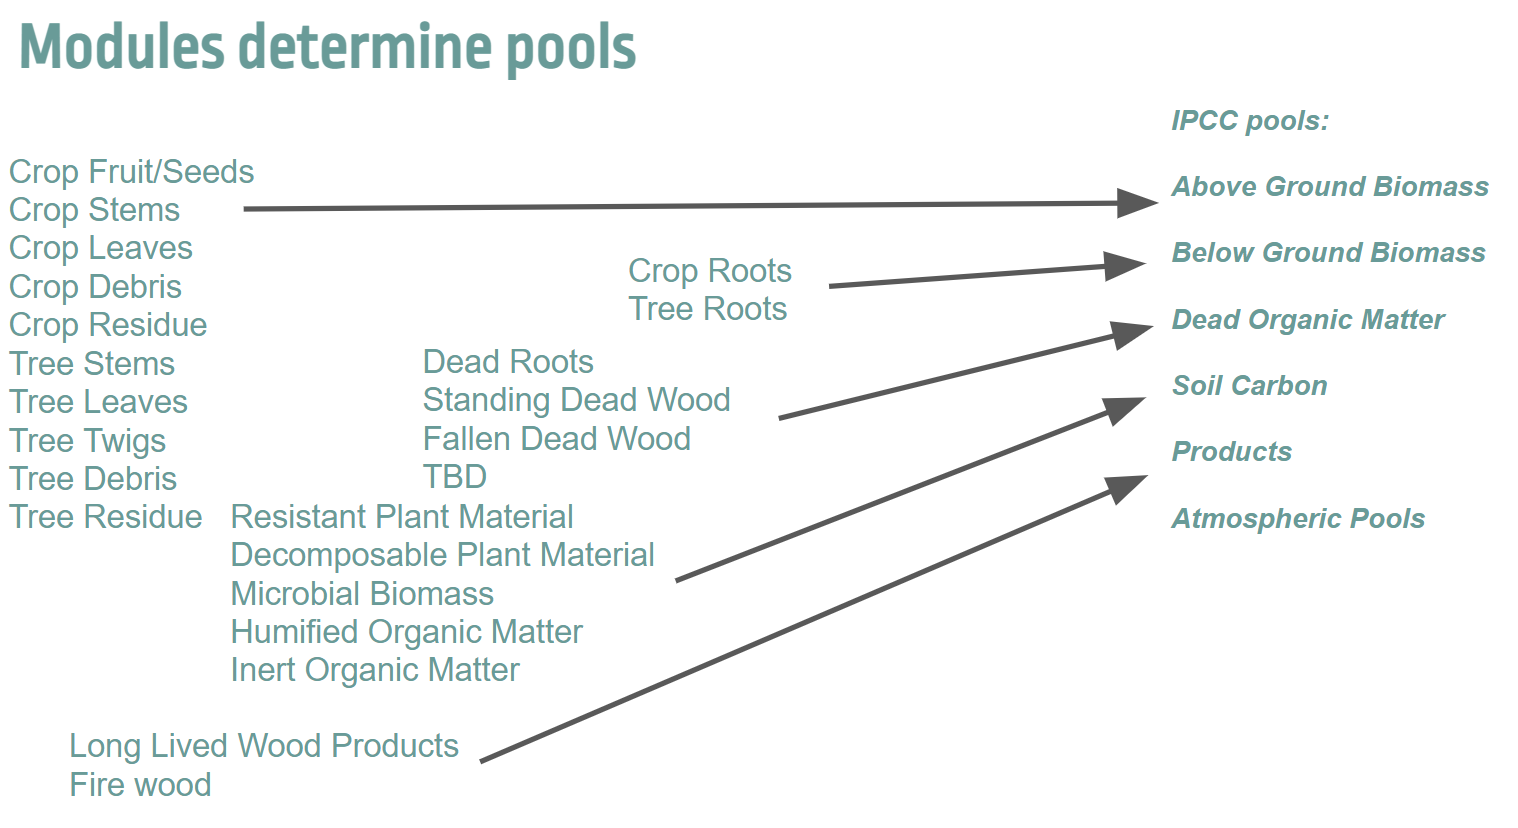 Modules determine pools
Crop Fruit/Seeds
Crop Stems
Crop Leaves
Crop Debris
Crop Residue
Tree Stems
Tree Leaves
Tree Twigs
Tree Debris
Tree Residue
Crop Roots
Tree Roots
Dead Roots
Standing Dead Wood
Fallen Dead Wood
TBD
Resistant Plant Material
Decomposable Plant Material
Microbial Biomass
Humified Organic Matter
Inert Organic Matter
Long Lived Wood Products
Fire wood
IPCC pools:
Above Ground Biomass
Below Ground Biomass
Dead Organic Matter
Soil Carbon
Products
Atmospheric Pools